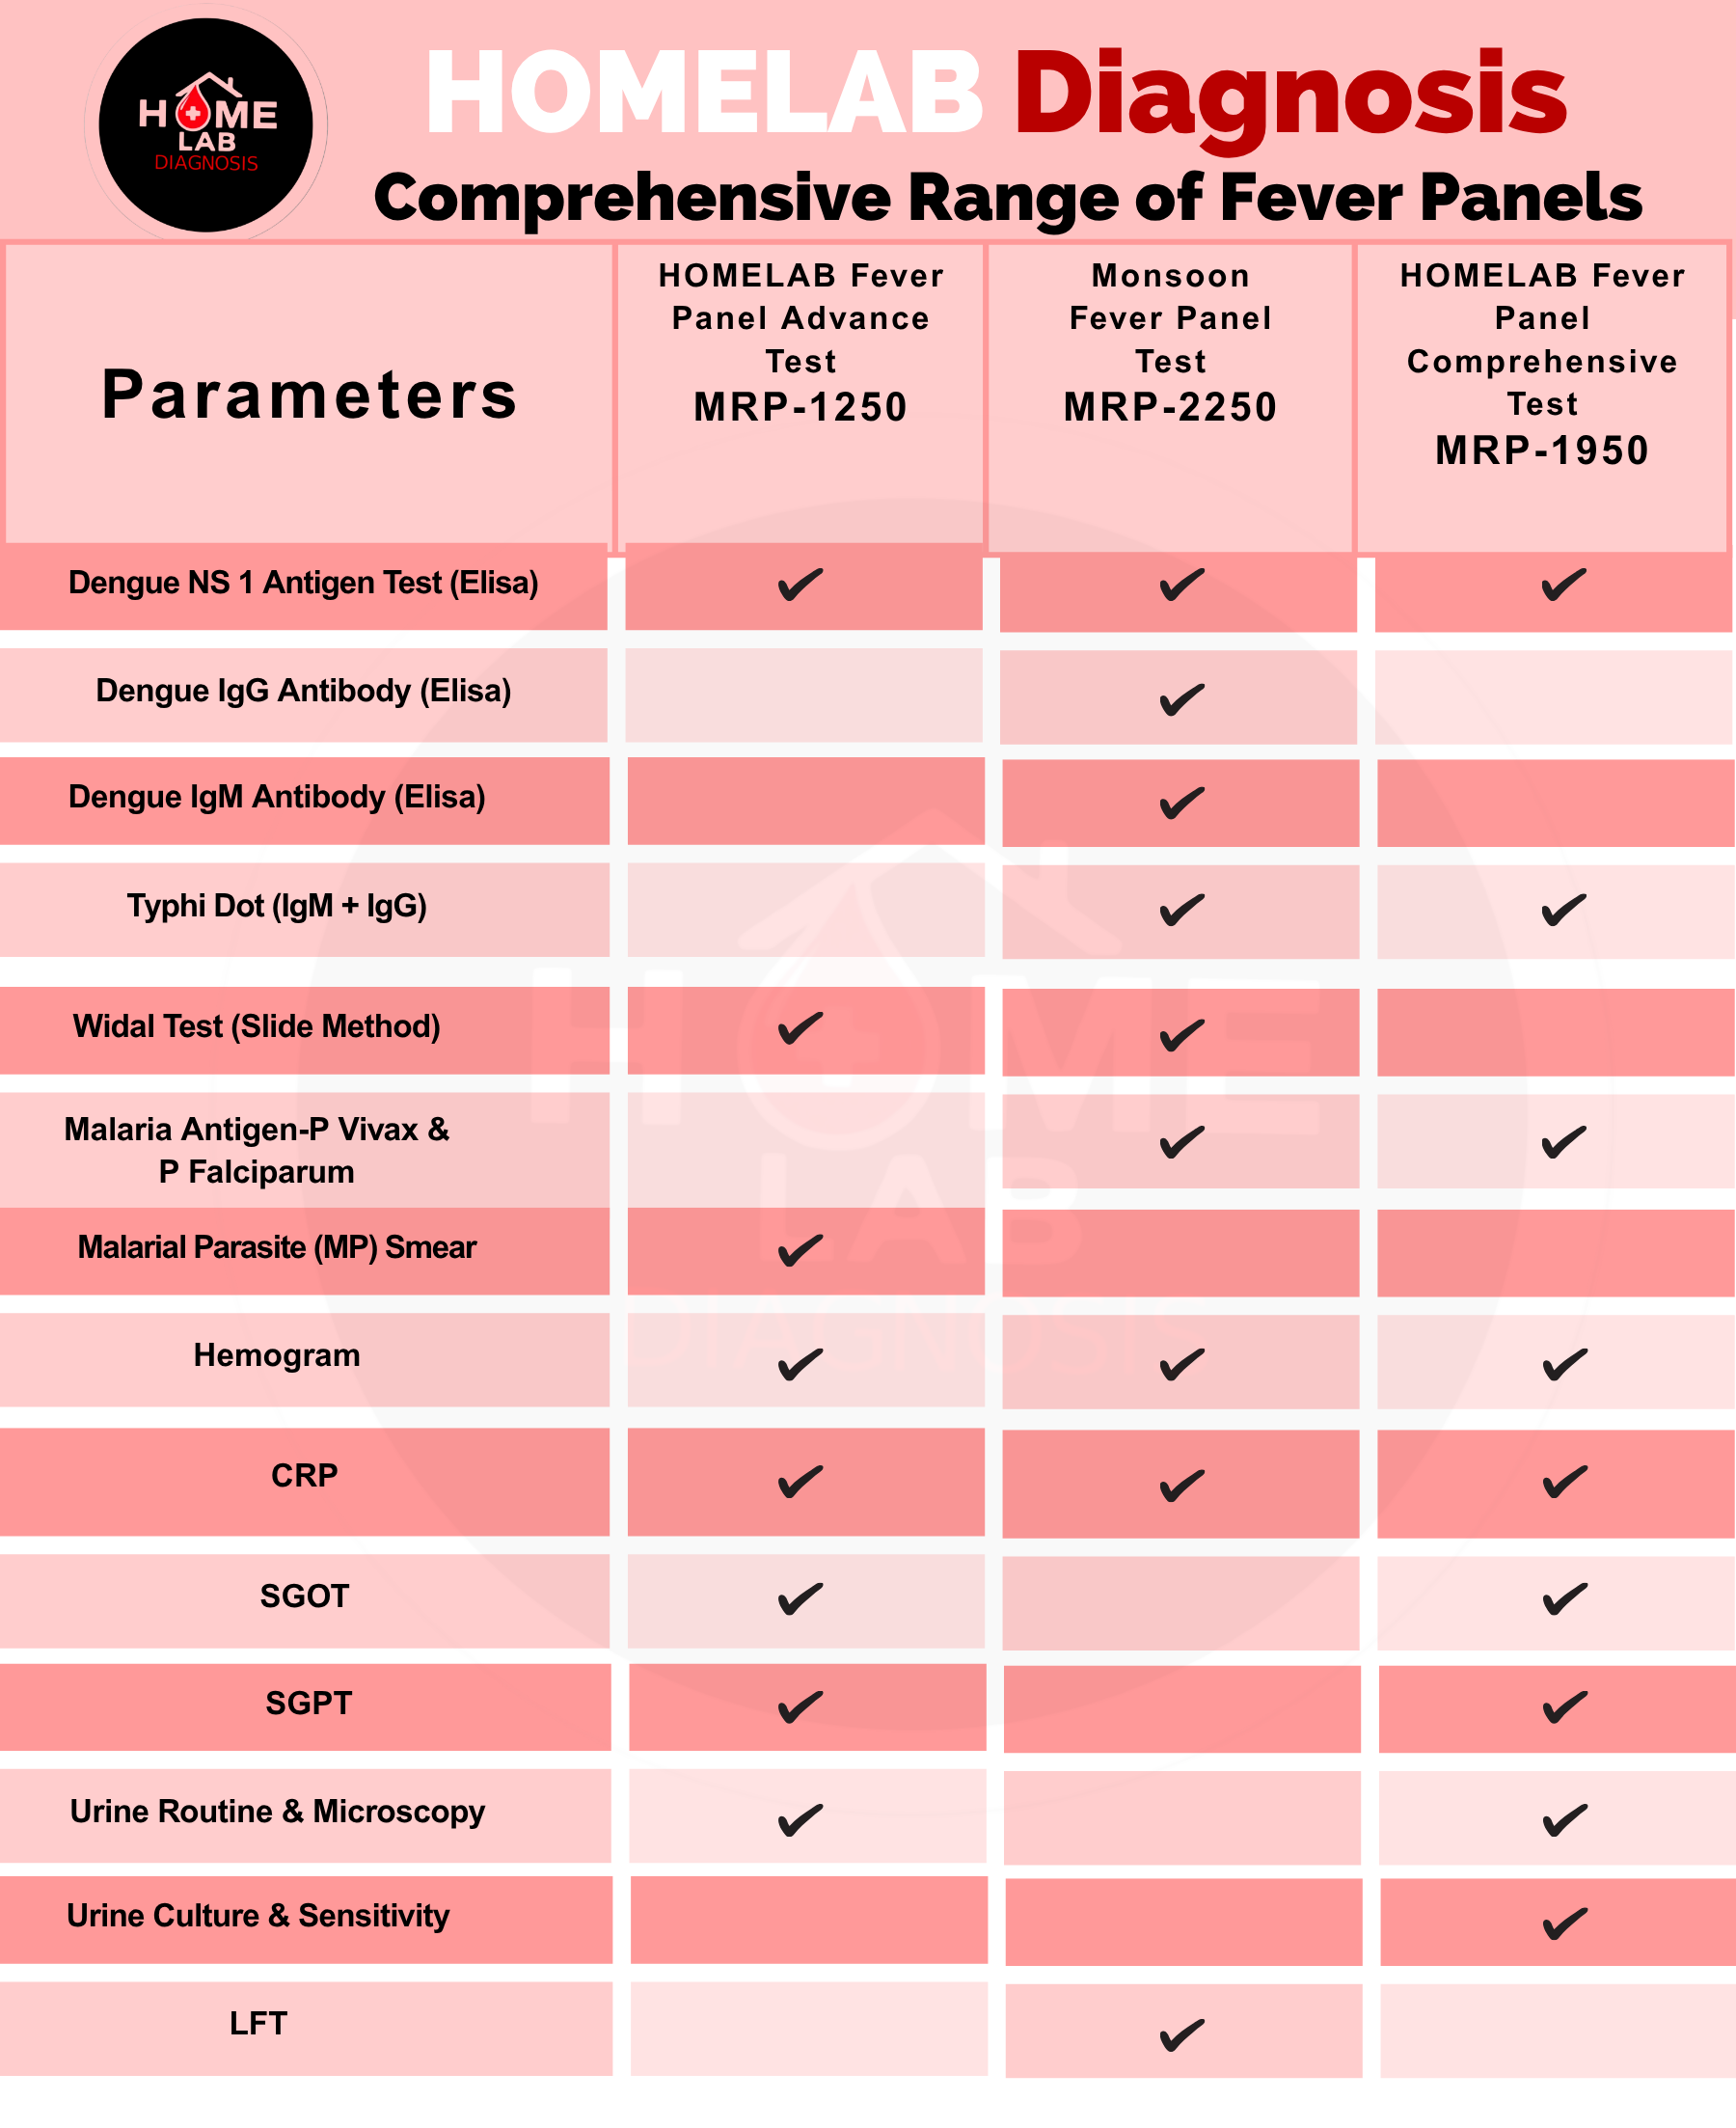 HOME
LAB
DIAGNOSIS
HOMELAB Diagnosis
Comprehensive Range of Fever Panels
Parameters
HOMELAB Fever
Panel Advance
Test
MRP-1250
Monsoon
Fever Panel
Test
MRP-2250
HOMELAB Fever
Panel
Comprehensive
Test
MRP-1950
Dengue NS 1 Antigen Test (Elisa) ✔ ✔ ✔
Dengue IgG Antibody (Elisa) ✔
Dengue IgM Antibody (Elisa) ✔
Typhi Dot (IgM + IgG) ✔ ✔
Widal Test (Slide Method) ✔ ✔
Malaria Antigen-P Vivax &
P Falciparum ✔ ✔
Malarial Parasite (MP) Smear ✔
Hemogram ✔ ✔ ✔
CRP ✔ ✔ ✔
SGOT ✔ ✔
SGPT ✔ ✔
Urine Routine & Microscopy ✔ ✔
Urine Culture & Sensitivity ✔
LFT ✔
HOME
LAB
DIAGNOSIS